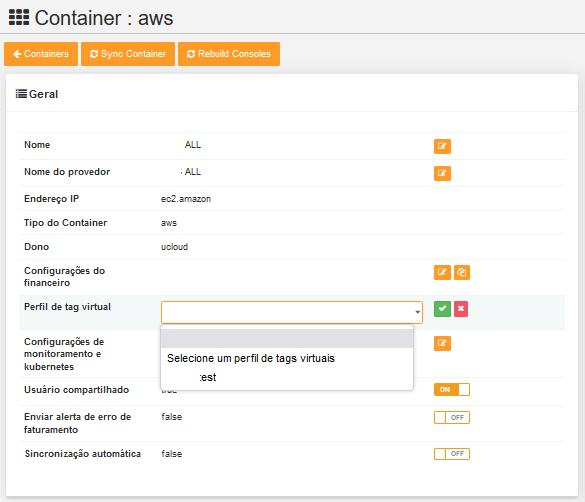 Container : aws
Containers Sync Container Rebuild Consoles
Geral
Nome ALL
Nome do provedor ALL
Endereço IP ec2.amazon
Tipo do Container aws
Dono ucloud
Configurações do
financeiro
Perfil de tag virtual
Selecione um perfil de tags virtuais
test
Configurações de
monitoramento e
kubernetes
Usuário compartilhado true ON
Enviar alerta de erro de false OFF
faturamento
Sincronização automática false OFF